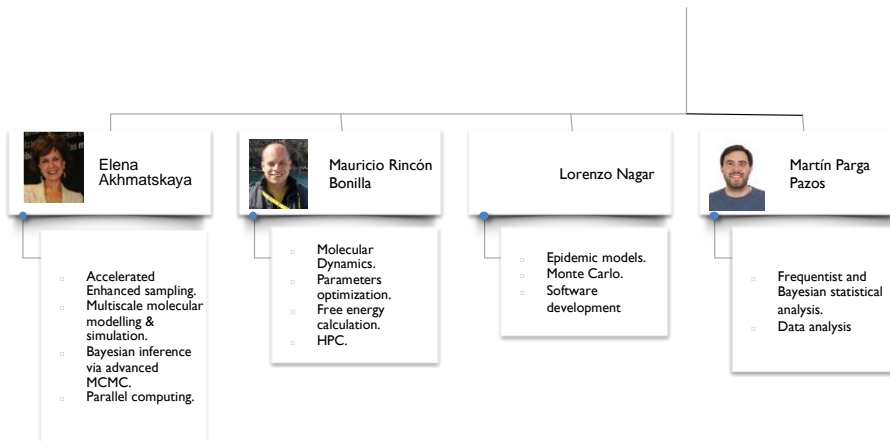 Elena
Akhmatskaya
Accelerated
Enhanced sampling.
Multiscale molecular
modelling &
simulation.
Bayesian inference
via advanced
MCMC.
Parallel computing.
Mauricio Rincón
Bonilla
Molecular
Dynamics.
Parameters
optimization.
Free energy
calculation.
HPC.
Lorenzo Nagar
Epidemic models.
Monte Carlo.
Software
development
Martín Parga
Pazos
Frequentist and
Bayesian statistical
analysis.
Data analysis